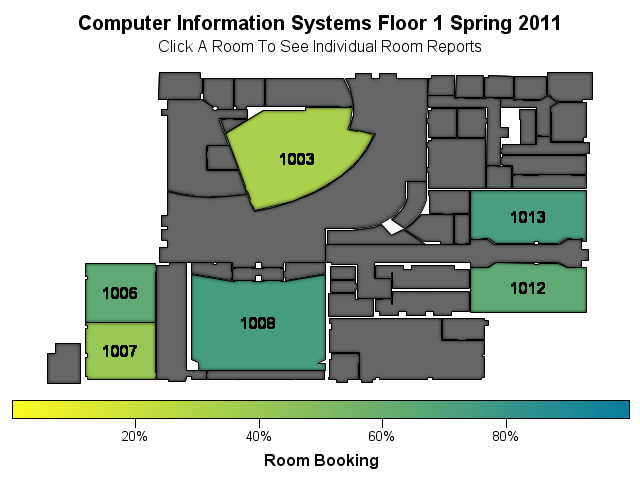 Computer Information Systems Floor 1 Spring 2011
Click A Room To See Individual Room Reports
1003
1013
1006
1012
1008
1007
20% 40% 60% 80%
Room Booking